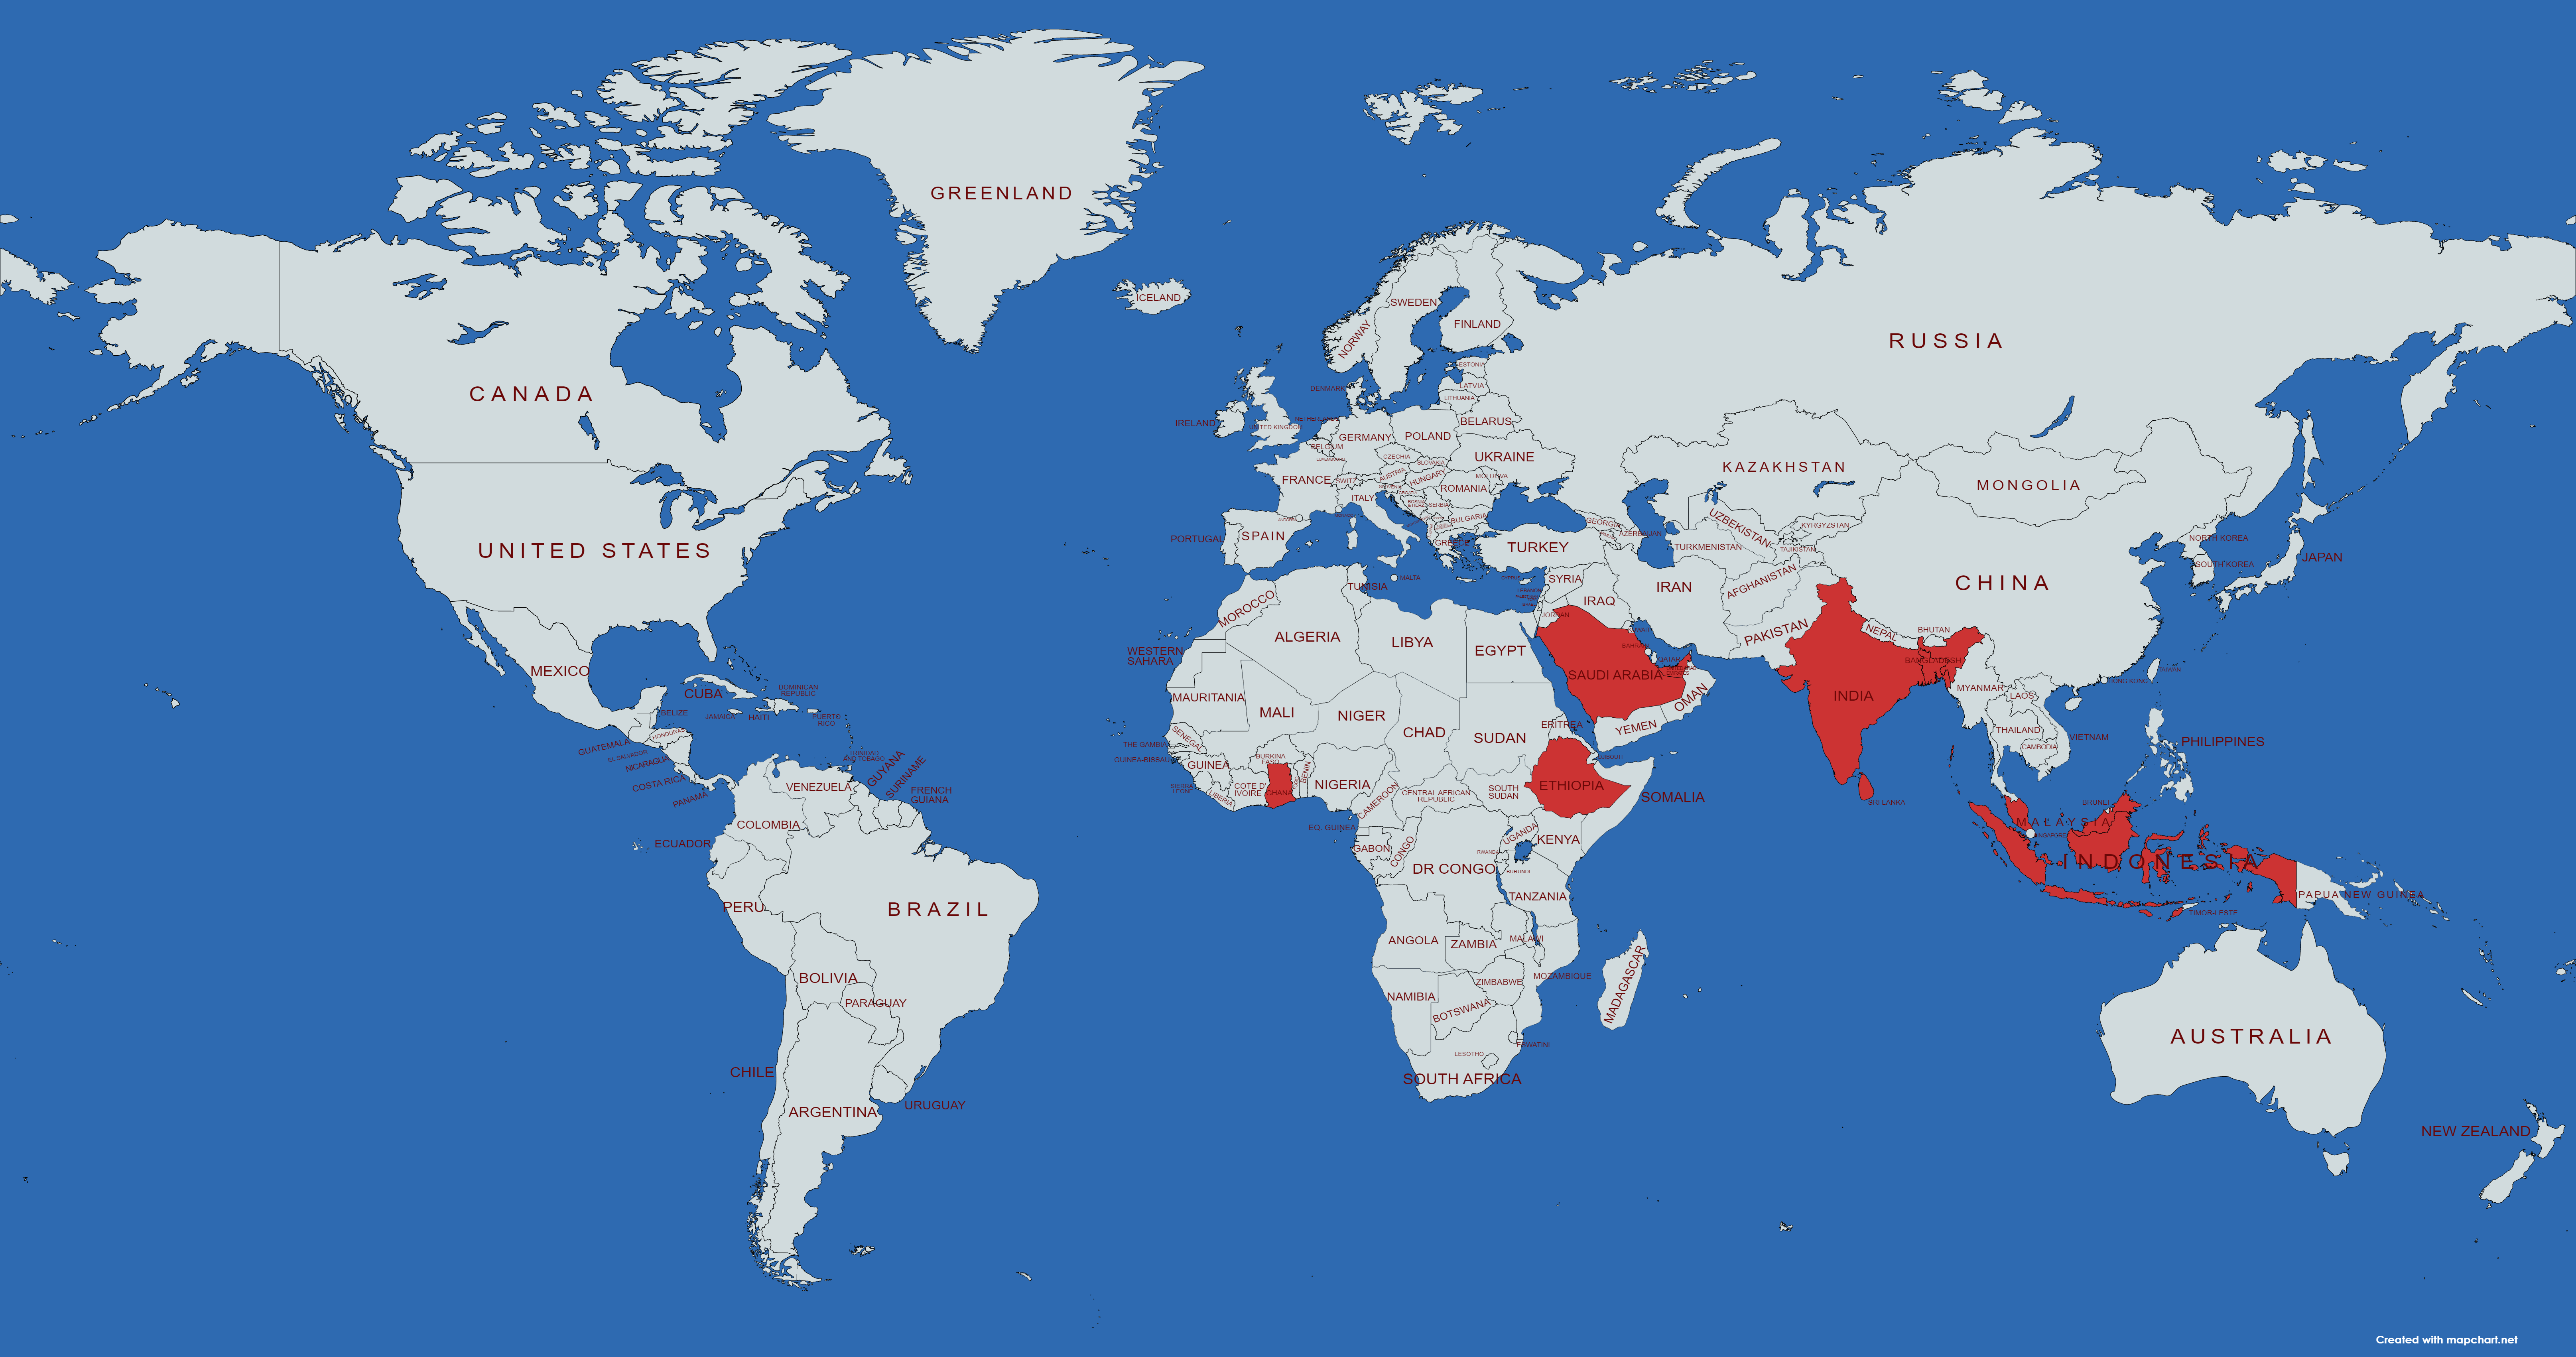 GREENLAND
ICELAND
SWEDEN
NORWAY
FINLAND
RUSSIA
ESTONIA
LATVIA
LITHUANIA
DENMARK
CANADA
IRELAND
UNITED KINGDOM
NETHERLANDS
BELARUS
GERMANY
POLAND
BELGIUM
LUXEMBOURG
CZECHIA
SLOVAKIA
UKRAINE
KAZAKHSTAN
MONGOLIA
FRANCE
SWITZ.
AUSTRIA
HUNGARY
MOLDOVA
ROMANIA
ITALY
SERBIA
BULGARIA
ANDORRA
PORTUGAL
SPAIN
GREECE
TURKEY
GEORGIA
AZERBAIJAN
UZBEKISTAN
KYRGYZSTAN
TURKMENISTAN
TAJIKISTAN
NORTH KOREA
SOUTH KOREA
JAPAN
UNITED STATES
CHINA
MALTA
TUNISIA
CYPRUS
SYRIA
LEBANON
IRAQ
IRAN
AFGHANISTAN
JORDAN
MOROCCO
ALGERIA
LIBYA
EGYPT
PAKISTAN
NEPAL
BHUTAN
KUWAIT
BAHRAIN
QATAR
BANGLADESH
TAIWAN
HONG KONG
WESTERN
SAHARA
MEXICO
CUBA
DOMINICAN
REPUBLIC
SAUDI ARABIA
OMAN
INDIA
MYANMAR
LAOS
BELIZE
JAMAICA
HAITI
PUERTO
RICO
MAURITANIA
MALI
NIGER
CHAD
SUDAN
ERITREA
YEMEN
THAILAND
VIETNAM
CAMBODIA
PHILIPPINES
GUATEMALA
HONDURAS
EL SALVADOR
NICARAGUA
COSTA RICA
PANAMA
TRINIDAD
AND TOBAGO
SENEGAL
THE GAMBIA
GUINEA-BISSAU
GUINEA
SIERRA
LEONE
LIBERIA
COTE D'
IVOIRE
BURKINA
FASO
GHANA
TOGO
BENIN
NIGERIA
CAMEROON
CENTRAL AFRICAN
REPUBLIC
SOUTH
SUDAN
ETHIOPIA
DJIBOUTI
SOMALIA
SRI LANKA
VENEZUELA
GUYANA
SURINAME
FRENCH
GUIANA
COLOMBIA
ECUADOR
BRUNEI
MALAYSIA
SINGAPORE
INDONESIA
EQ. GUINEA
GABON
CONGO
DR CONGO
UGANDA
KENYA
RWANDA
BURUNDI
TANZANIA
PAPUA NEW GUINEA
TIMOR-LESTE
PERU
BRAZIL
ANGOLA
ZAMBIA
MALAWI
MOZAMBIQUE
MADAGASCAR
BOLIVIA
PARAGUAY
NAMIBIA
ZIMBABWE
BOTSWANA
ESWATINI
LESOTHO
SOUTH AFRICA
AUSTRALIA
CHILE
ARGENTINA
URUGUAY
NEW ZEALAND
Created with mapchart.net